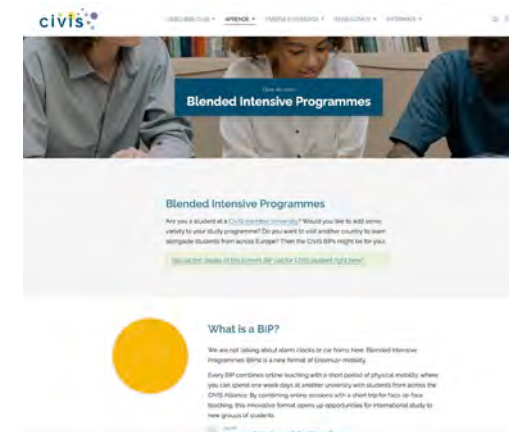 civis
APRENDE
Blended Intensive Programmes
Blended Intensive Programmes
Are you a student at a CIVIS member university? Would you like to add some
variety to your study programme? Do you want to visit another country to learn
alongside students from across Europe? Then the CIVIS BIPs might be for you!
What is a BIP?
We are not talking about alarm clocks or car horns here. Blended Intensive
Programmes (BIPs) is a new format of Erasmus+ mobility.
Every BIP combines online teaching with a short period of physical mobility, where
you can spend one week days at another university with students from across the
CIVIS Alliance. By combining online sessions with a short trip for face-to-face
teaching, this innovative format opens up opportunities for international study to
new groups of students.